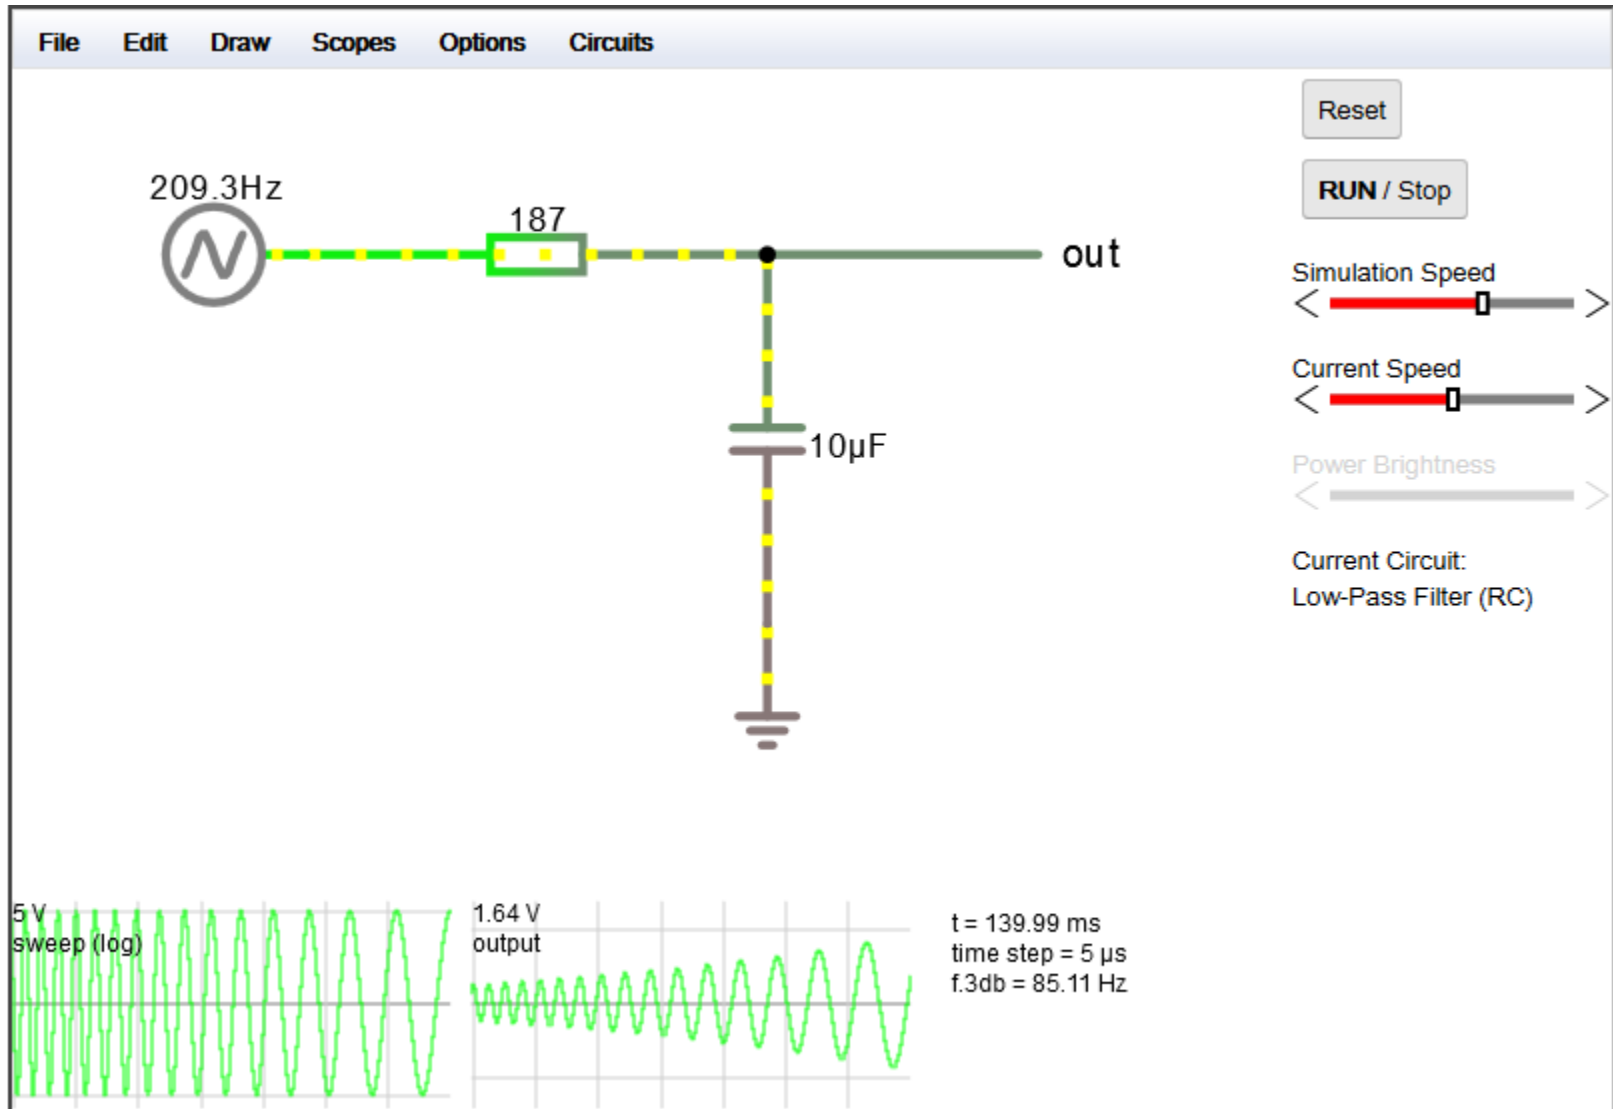 File Edit Draw Scopes Options Circuits
Reset
RUN / Stop
Simulation Speed
Current Speed
Power Brightness
Current Circuit:
Low-Pass Filter (RC)
209.3Hz
187
out
10µF
5 V
sweep (log)
1.64 V
output
t = 139.99 ms
time step = 5 µs
f.3db = 85.11 Hz